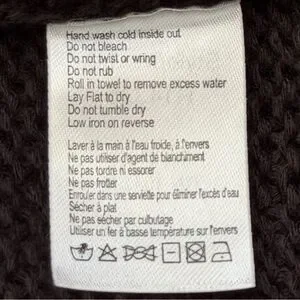 Hand wash cold inside out
Do not bleach
Do not twist or wring
Do not rub
Roll in towel to remove excess water
Lay Flat to dry
Do not tumble dry
Low iron on reverse
Laver à la main à l'eau froide, à l'envers
Ne pas utiliser d'agent de blanchiment
Ne pas tordre ni essorer
Ne pas frotter
Enrouler dans une serviette pour éliminer l'excès d'eau
Sécher à plat
Ne pas sécher par culbutage
Utiliser un fer à basse température sur l'envers